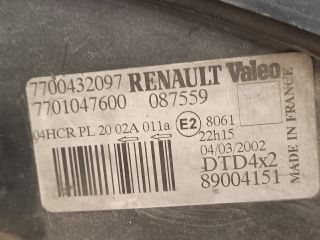 7700432097 RENAULT Valeo
7701047600 087559
04HCR PL 20 02A 011a E2 8061
22h15
04/03/2002
DTD4x2
89004151
MADE IN FRANCE